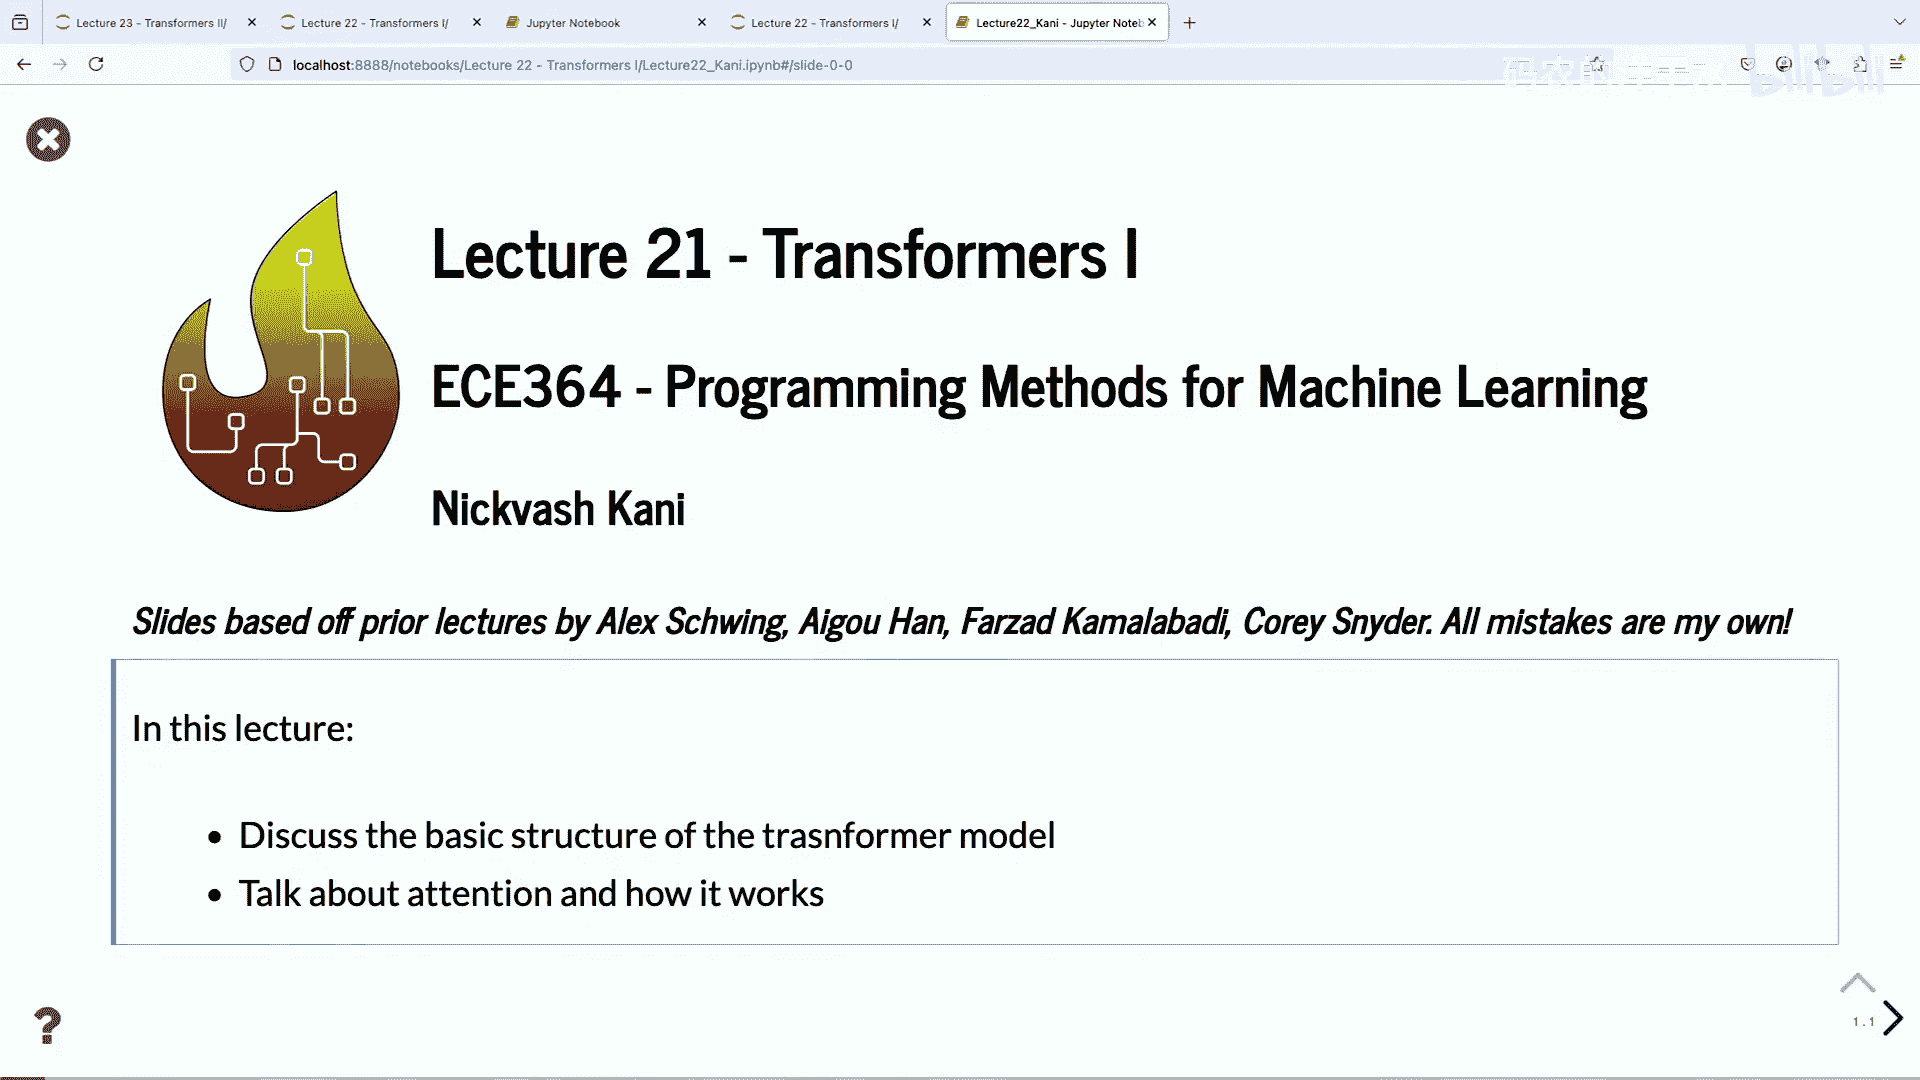 Lecture 23 - Transformers II/
Lecture 22 - Transformers I/
Jupyter Notebook
Lecture 22 - Transformers I/
Lecture22_Kani - Jupyter Noteb
localhost:8888/notebooks/Lecture 22 - Transformers I/Lecture22_Kani.ipynb#/slide-0-0
bilibili
Lecture 21 - Transformers I
ECE364 - Programming Methods for Machine Learning
Nickvash Kani
Slides based off prior lectures by Alex Schwing, Aigou Han, Farzad Kamalabadi, Corey Snyder. All mistakes are my own!
In this lecture:
• Discuss the basic structure of the trasnformer model
• Talk about attention and how it works
?
1.1